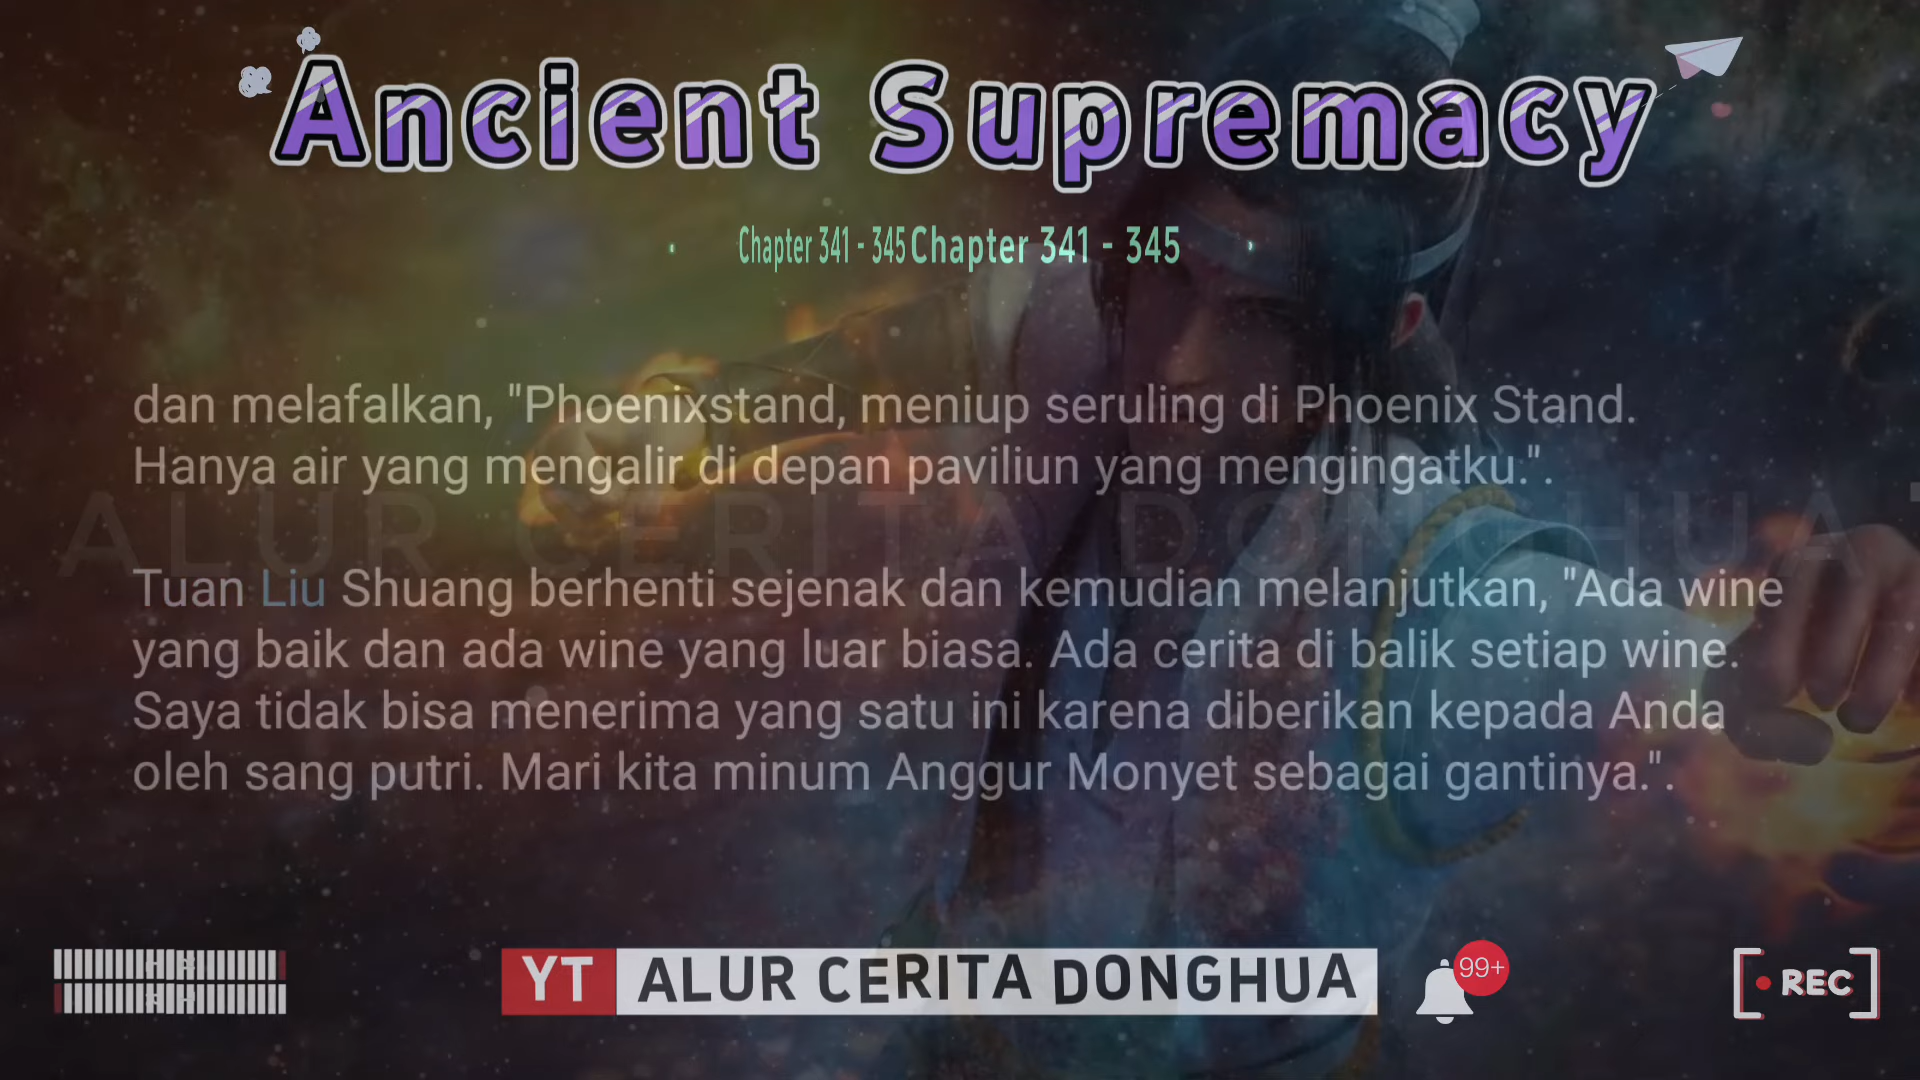 Ancient Supremacy
Chapter 341 - 345 Chapter 341 - 345
dan melafalkan, "Phoenixstand, meniup seruling di Phoenix Stand.
Hanya air yang mengalir di depan paviliun yang mengingatku.".
ALUR CERITA DONGHUA
Tuan Liu Shuang berhenti sejenak dan kemudian melanjutkan, "Ada wine
yang baik dan ada wine yang luar biasa. Ada cerita di balik setiap wine.
Saya tidak bisa menerima yang satu ini karena diberikan kepada Anda
oleh sang putri. Mari kita minum Anggur Monyet sebagai gantinya.".
YT ALUR CERITA DONGHUA
99+
REC